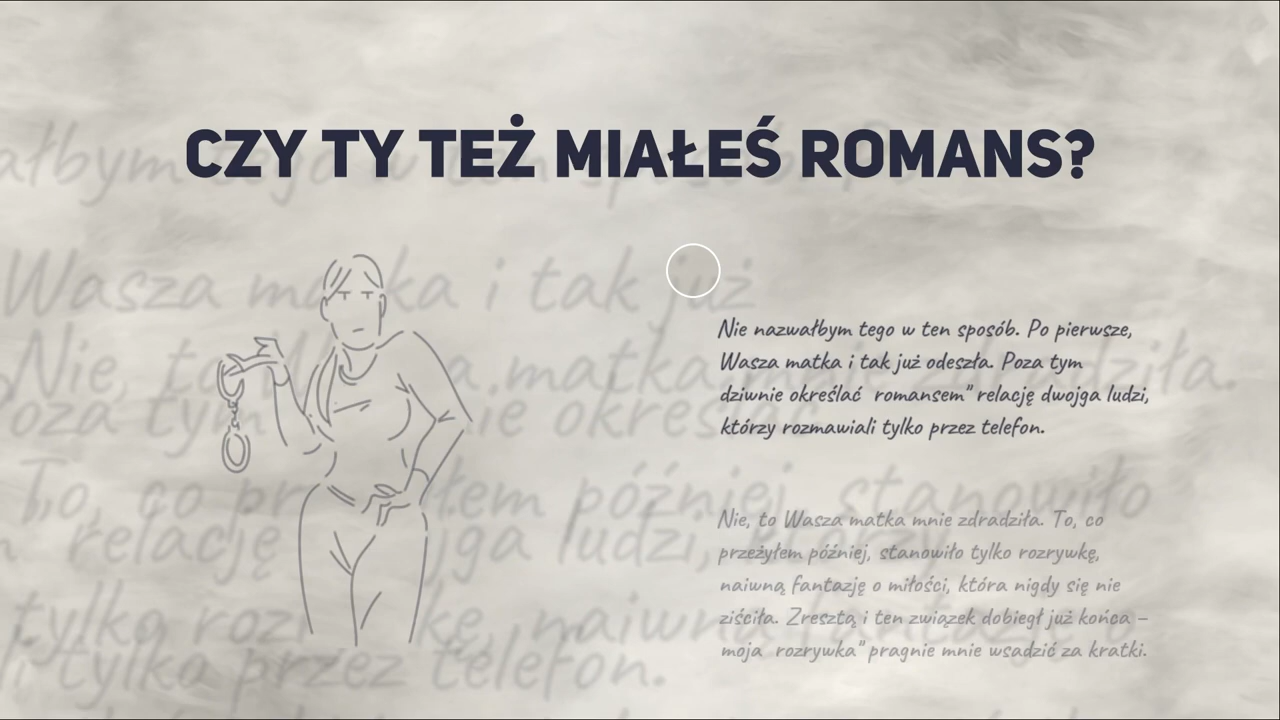 CZY TY TEŻ MIAŁEŚ ROMANS?
Nie nazwałbym tego w ten sposób. Po pierwsze,
Wasza matka i tak już odeszła. Poza tym
dziwnie określać romansem” relację dwojga ludzi,
którzy rozmawiali tylko przez telefon.
Nie, to Wasza matka mnie zdradziła. To, co
przeżyłem później, stanowiło tylko rozrywkę,
naiwną fantazję o miłości, która nigdy się nie
ziściła. Zresztą i ten związek dobiegł już końca –
moja rozrywka” pragnie mnie wsadzić za kratki.